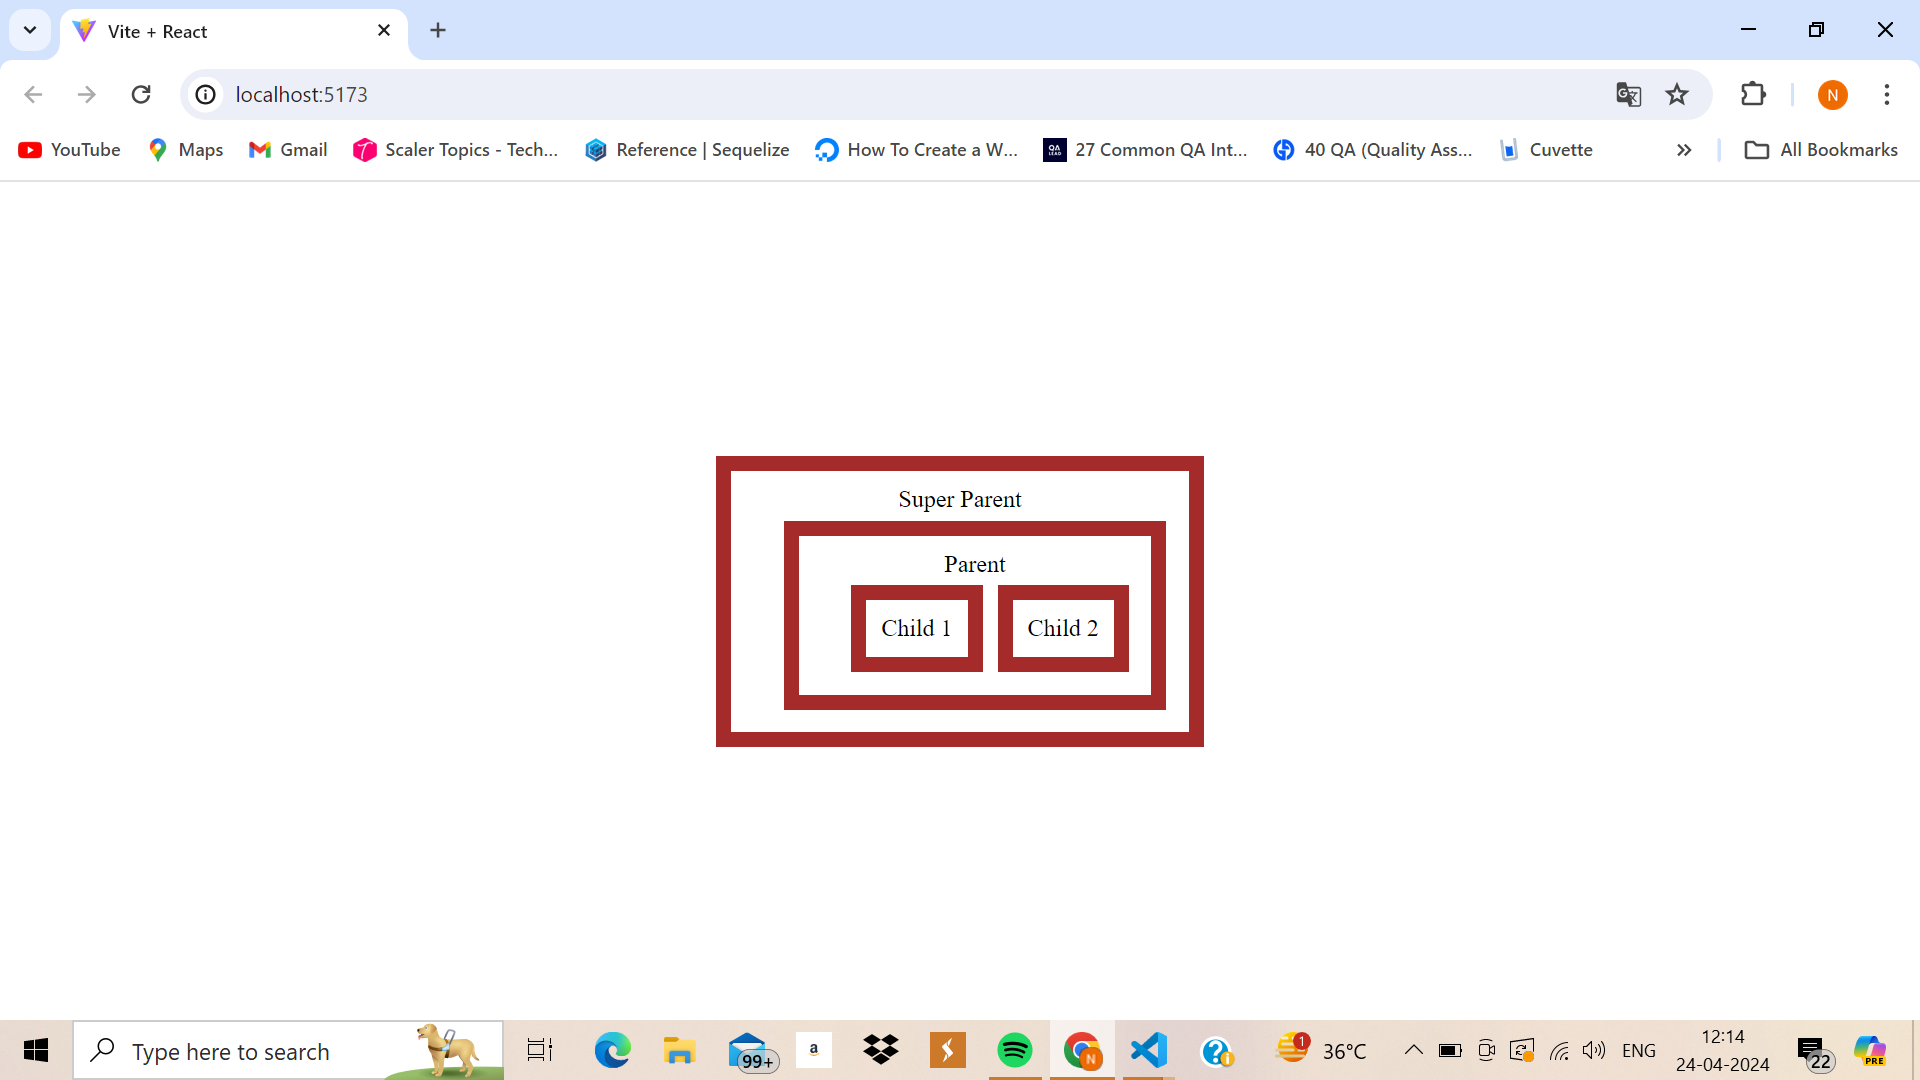 Vite + React
localhost:5173
N
YouTube
Maps
Gmail
Scaler Topics - Tech...
Reference | Sequelize
How To Create a W...
27 Common QA Int...
40 QA (Quality Ass...
Cuvette
All Bookmarks
Super Parent
Parent
Child 1
Child 2
Type here to search
99+
a
N
1
36°C
ENG
12:14
24-04-2024
22
PRE